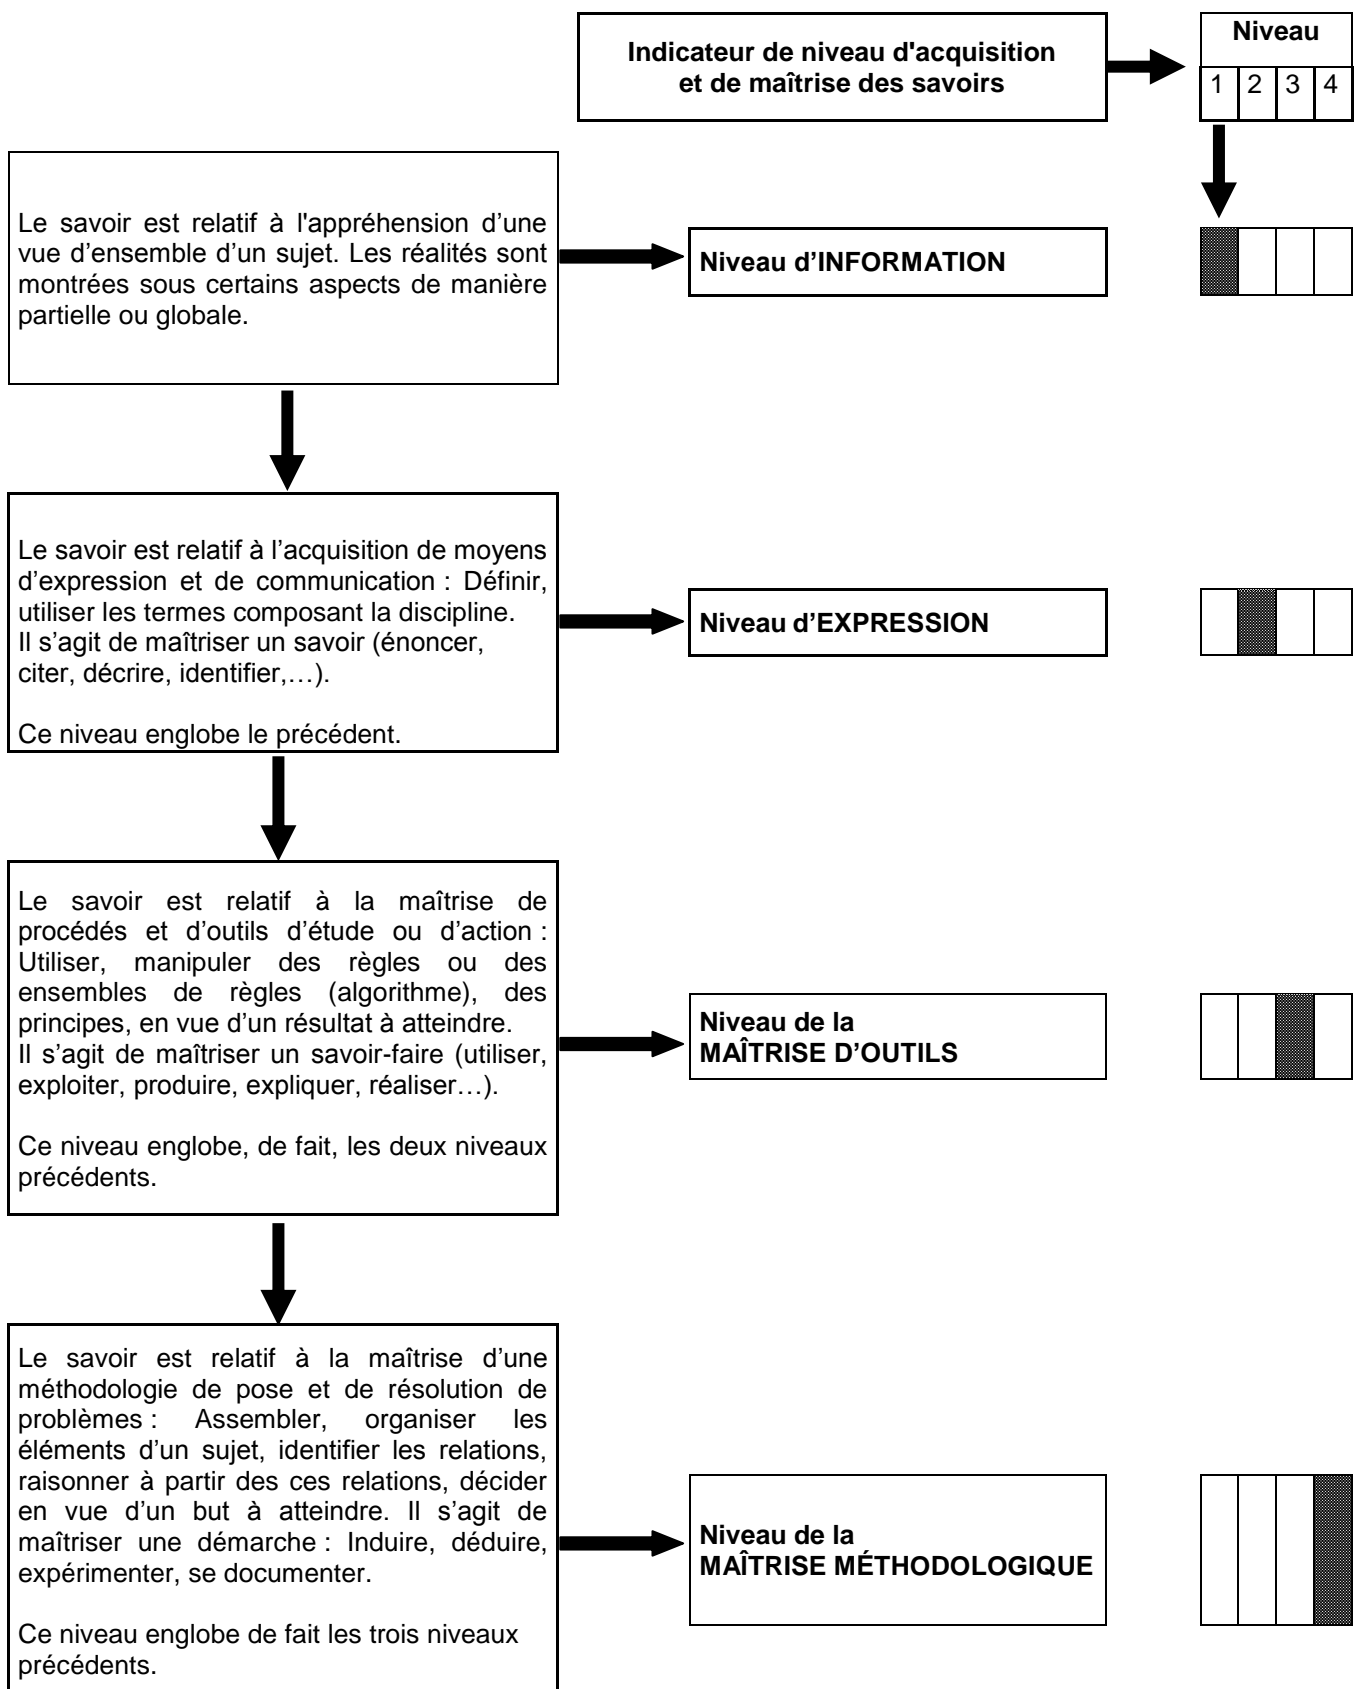 Indicateur de niveau d'acquisition
et de maîtrise des savoirs
Niveau
1 2 3 4
Le savoir est relatif à l'appréhension d’une
vue d’ensemble d’un sujet. Les réalités sont
montrées sous certains aspects de manière
partielle ou globale.
Niveau d’INFORMATION
Le savoir est relatif à l’acquisition de moyens
d’expression et de communication : Définir,
utiliser les termes composant la discipline.
Il s’agit de maîtriser un savoir (énoncer,
citer, décrire, identifier,…).
Ce niveau englobe le précédent.
Niveau d’EXPRESSION
Le savoir est relatif à la maîtrise de
procédés et d’outils d’étude ou d’action :
Utiliser, manipuler des règles ou des
ensembles de règles (algorithme), des
principes, en vue d’un résultat à atteindre.
Il s’agit de maîtriser un savoir-faire (utiliser,
exploiter, produire, expliquer, réaliser…).
Ce niveau englobe, de fait, les deux niveaux
précédents.
Niveau de la
MAÎTRISE D’OUTILS
Le savoir est relatif à la maîtrise d’une
méthodologie de pose et de résolution de
problèmes : Assembler, organiser les
éléments d’un sujet, identifier les relations,
raisonner à partir des ces relations, décider
en vue d’un but à atteindre. Il s’agit de
maîtriser une démarche : Induire, déduire,
expérimenter, se documenter.
Ce niveau englobe de fait les trois niveaux
précédents.
Niveau de la
MAÎTRISE MÉTHODOLOGIQUE